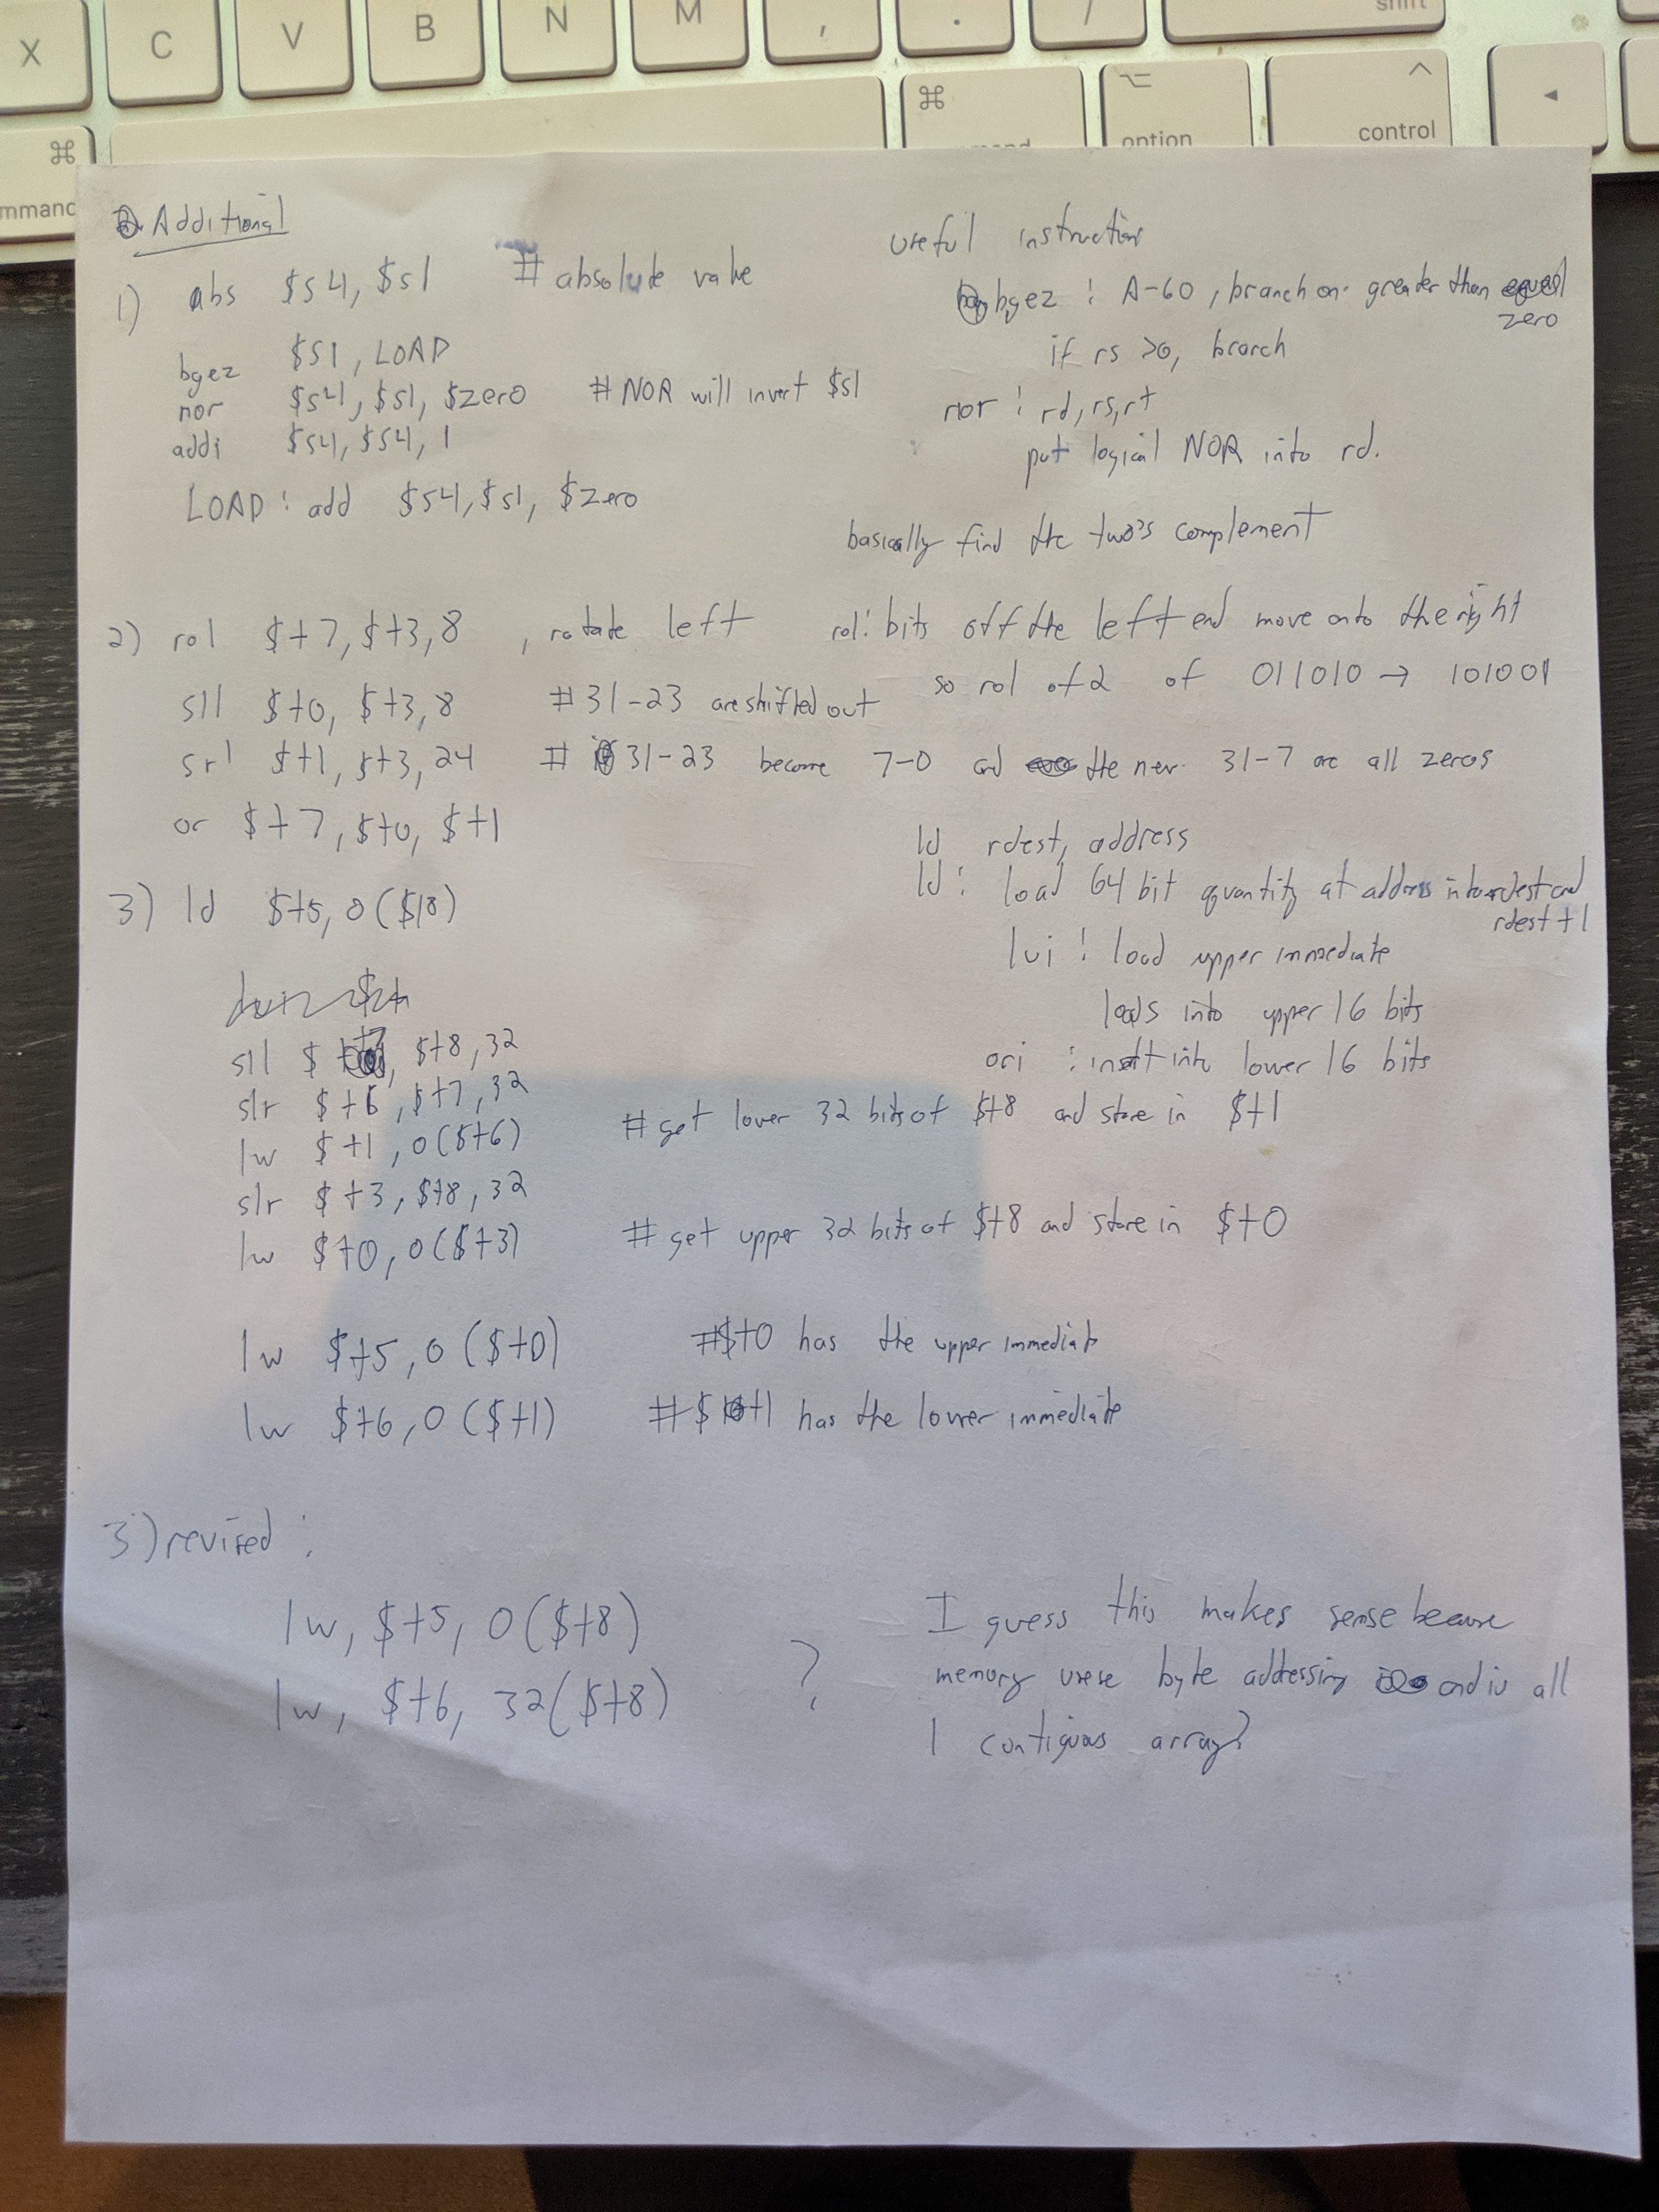 X C V B N M , . / shift
⌘ ⌘ ⌥ ^ ◄
option control
Additional
useful instruction
1) abs $s4, $s1 # absolute value
bgez : A-60, branch on greater than zero
if rs >0, branch
bgez $s1, LOAD
nor $s4, $s1, $zero # NOR will invert $s1
nor : rd, rs, rt
addi $s4, $s4, 1
put logical NOR into rd.
LOAD : add $s4, $s1, $zero
basically find the two's complement
2) rol $t7, $t3, 8 , rotate left
rol: bits off the left end move onto the right
so rol of 2 of 011010 → 101001
sll $t0, $t3, 8 # 31-23 are shifted out
srl $t1, $t3, 24 # 31-23 become 7-0 and the new 31-7 are all zeros
or $t7, $t0, $t1
ld rdest, address
3) ld $t5, 0($t8)
ld : load 64 bit quantity at address into rdest and
rdest +1
lui : load upper immediate
loads into upper 16 bits
ori : insert into lower 16 bits
sll $t7, $t8, 32
slr $t6, $t7, 32
lw $t1, 0($t6) # get lower 32 bits of $t8 and store in $t1
slr $t3, $t8, 32
lw $t0, 0($t3) # get upper 32 bits of $t8 and store in $t0
lw $t5, 0($t0) # $t0 has the upper immediate
lw $t6, 0($t1) # $t1 has the lower immediate
3) revised :
lw, $t5, 0($t8)
lw, $t6, 32($t8) ?
I guess this makes sense because
memory uses byte addressing and is all
1 contiguous array?